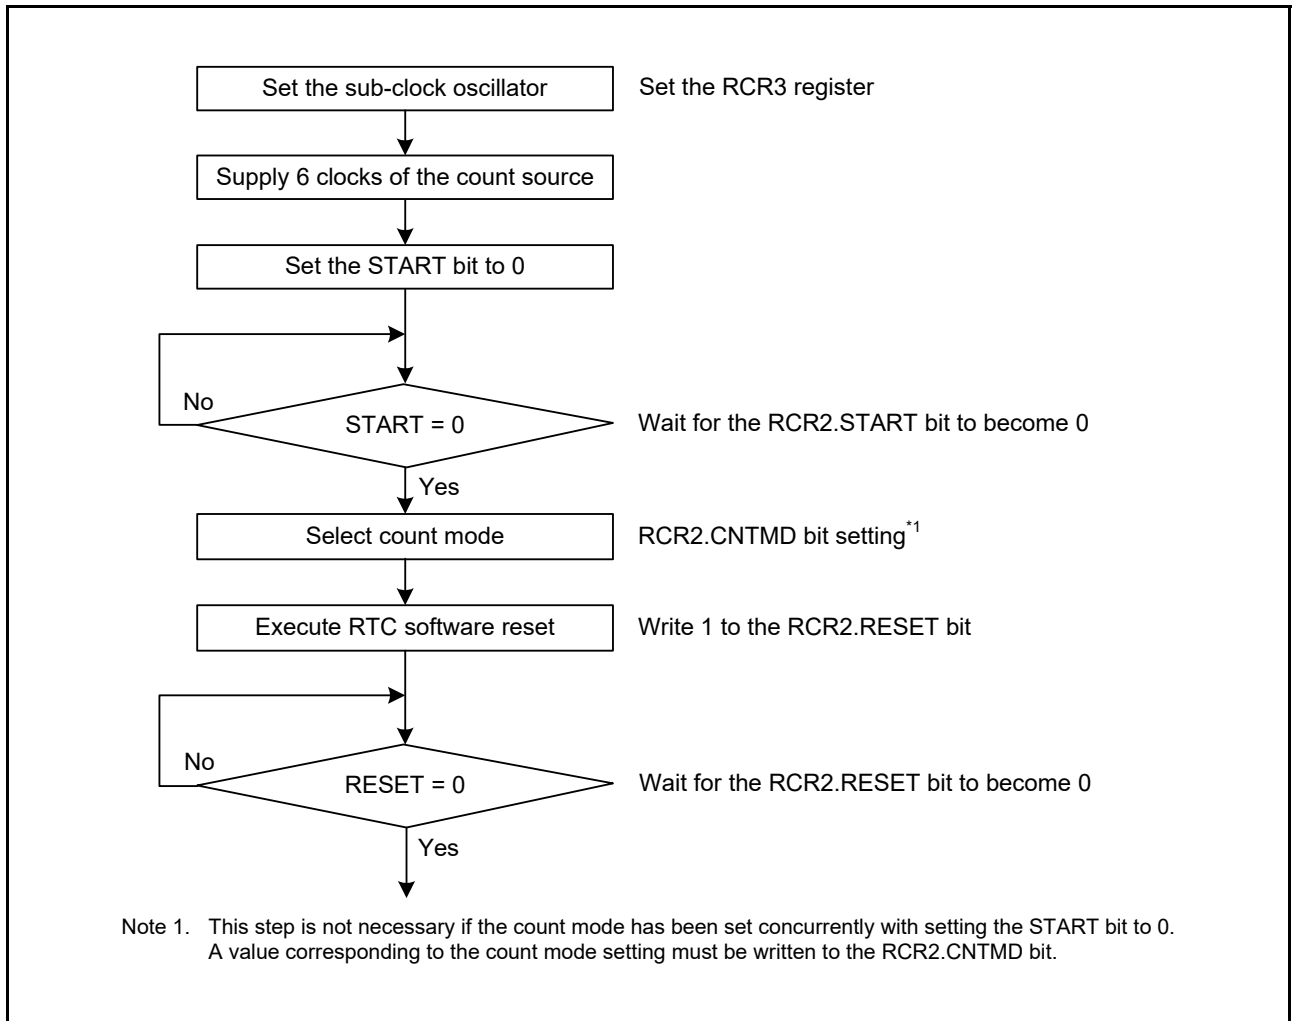 Set the sub-clock oscillator
Set the RCR3 register
Supply 6 clocks of the count source
Set the START bit to 0
No
START = 0
Wait for the RCR2.START bit to become 0
Yes
Select count mode
RCR2.CNTMD bit setting*1
Execute RTC software reset
Write 1 to the RCR2.RESET bit
No
RESET = 0
Wait for the RCR2.RESET bit to become 0
Yes
Note 1. This step is not necessary if the count mode has been set concurrently with setting the START bit to 0.
A value corresponding to the count mode setting must be written to the RCR2.CNTMD bit.